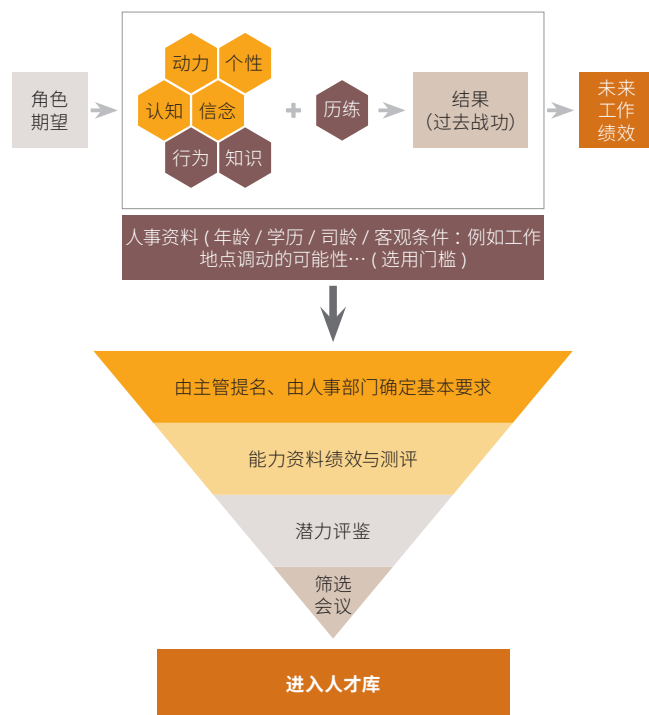 角色
期望
动力
个性
认知
信念
行为
知识
+
历练
结果
（过去战功）
未来
工作
绩效
人事资料 ( 年龄 / 学历 / 司龄 / 客观条件：例如工作
地点调动的可能性… ( 选用门槛 )
由主管提名、由人事部门确定基本要求
能力资料绩效与测评
潜力评鉴
筛选
会议
进入人才库